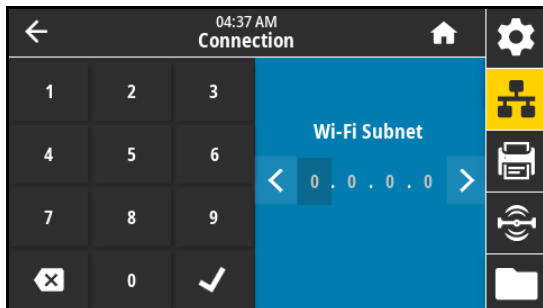 04:37 AM
Connection
1 2 3
4 5 6
7 8 9
0
Wi-Fi Subnet
0 . 0 . 0 . 0